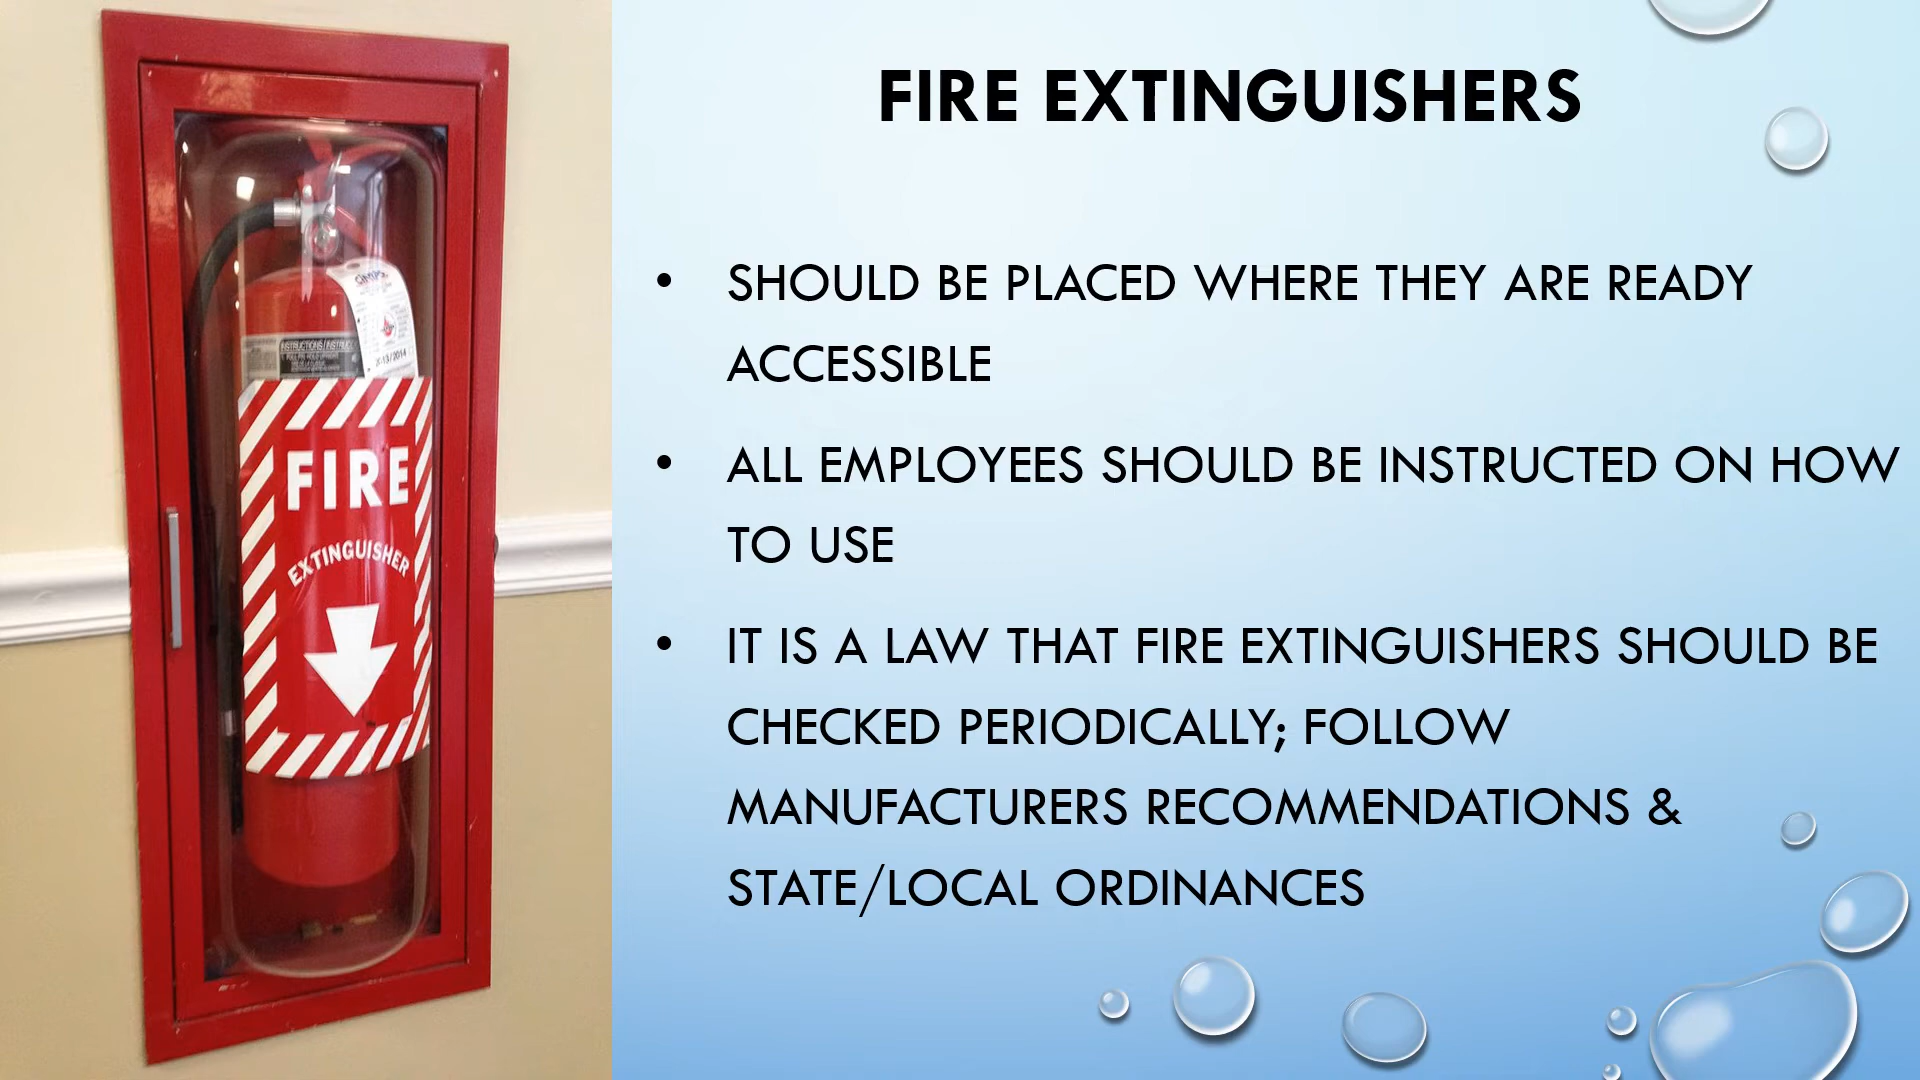 FIRE EXTINGUISHERS
• SHOULD BE PLACED WHERE THEY ARE READY
ACCESSIBLE
• ALL EMPLOYEES SHOULD BE INSTRUCTED ON HOW
TO USE
• IT IS A LAW THAT FIRE EXTINGUISHERS SHOULD BE
CHECKED PERIODICALLY; FOLLOW
MANUFACTURERS RECOMMENDATIONS &
STATE/LOCAL ORDINANCES
FIRE
EXTINGUISHER